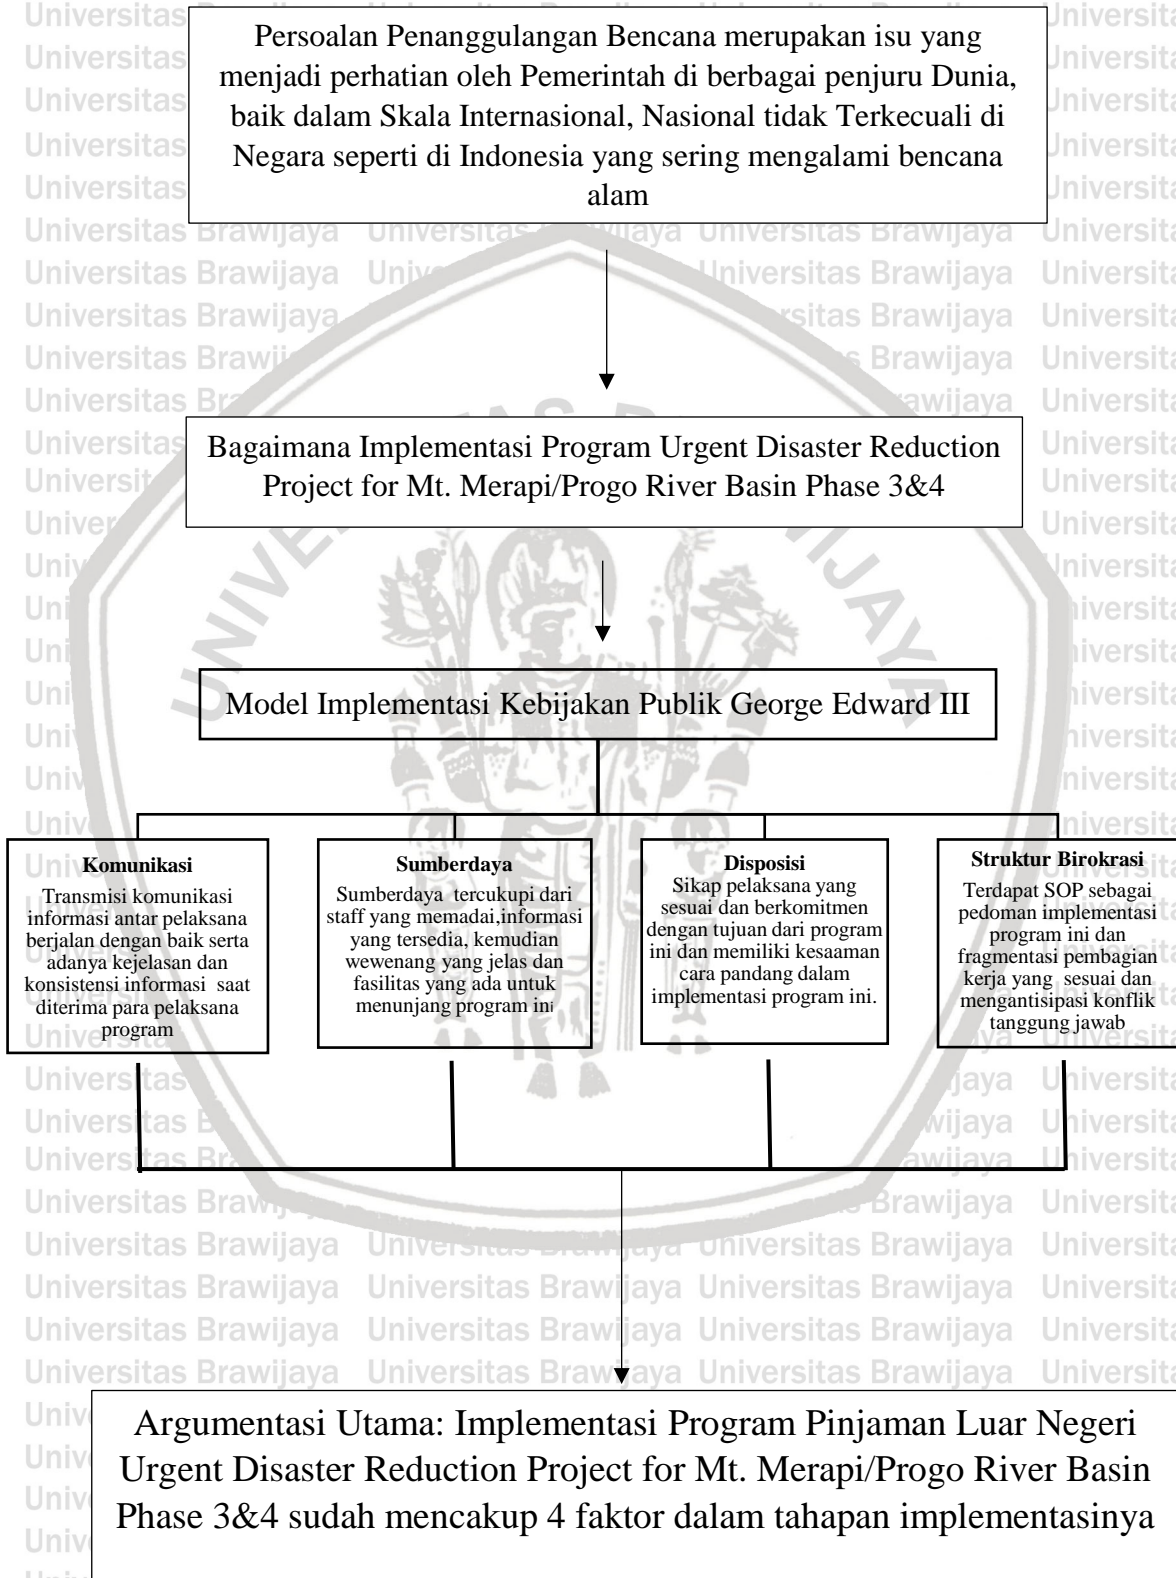 Persoalan Penanggulangan Bencana merupakan isu yang
menjadi perhatian oleh Pemerintah di berbagai penjuru Dunia,
baik dalam Skala Internasional, Nasional tidak Terkecuali di
Negara seperti di Indonesia yang sering mengalami bencana
alam
Bagaimana Implementasi Program Urgent Disaster Reduction
Project for Mt. Merapi/Progo River Basin Phase 3&4
Model Implementasi Kebijakan Publik George Edward III
Komunikasi
Transmisi komunikasi
informasi antar pelaksana
berjalan dengan baik serta
adanya kejelasan dan
konsistensi informasi saat
diterima para pelaksana
program
Sumberdaya
Sumberdaya tercukupi dari
staff yang memadai,informasi
yang tersedia, kemudian
wewenang yang jelas dan
fasilitas yang ada untuk
menunjang program ini
Disposisi
Sikap pelaksana yang
sesuai dan berkomitmen
dengan tujuan dari program
ini dan memiliki kesaaman
cara pandang dalam
implementasi program ini.
Struktur Birokrasi
Terdapat SOP sebagai
pedoman implementasi
program ini dan
fragmentasi pembagian
kerja yang sesuai dan
mengantisipasi konflik
tanggung jawab
Argumentasi Utama: Implementasi Program Pinjaman Luar Negeri
Urgent Disaster Reduction Project for Mt. Merapi/Progo River Basin
Phase 3&4 sudah mencakup 4 faktor dalam tahapan implementasinya